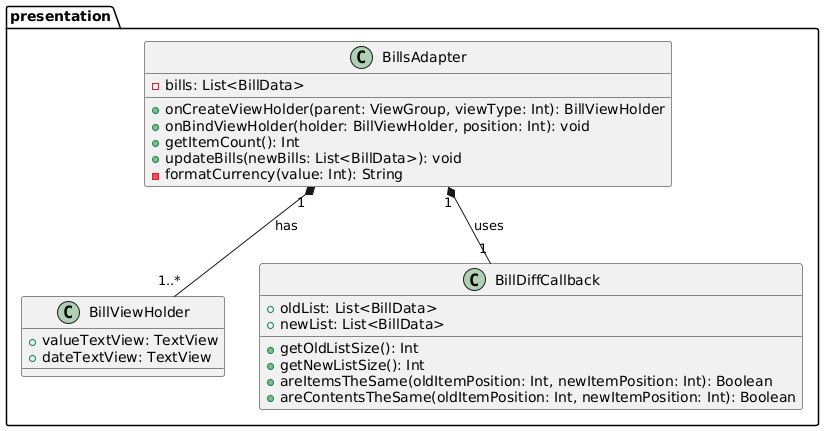 presentation
C BillsAdapter
bills: List<BillData>
onCreateViewHolder(parent: ViewGroup, viewType: Int): BillViewHolder
onBindViewHolder(holder: BillViewHolder, position: Int): void
getItemCount(): Int
updateBills(newBills: List<BillData>): void
formatCurrency(value: Int): String
1
1
has
uses
1..*
1
C BillViewHolder
valueTextView: TextView
dateTextView: TextView
C BillDiffCallback
oldList: List<BillData>
newList: List<BillData>
getOldListSize(): Int
getNewListSize(): Int
areItemsTheSame(oldItemPosition: Int, newItemPosition: Int): Boolean
areContentsTheSame(oldItemPosition: Int, newItemPosition: Int): Boolean